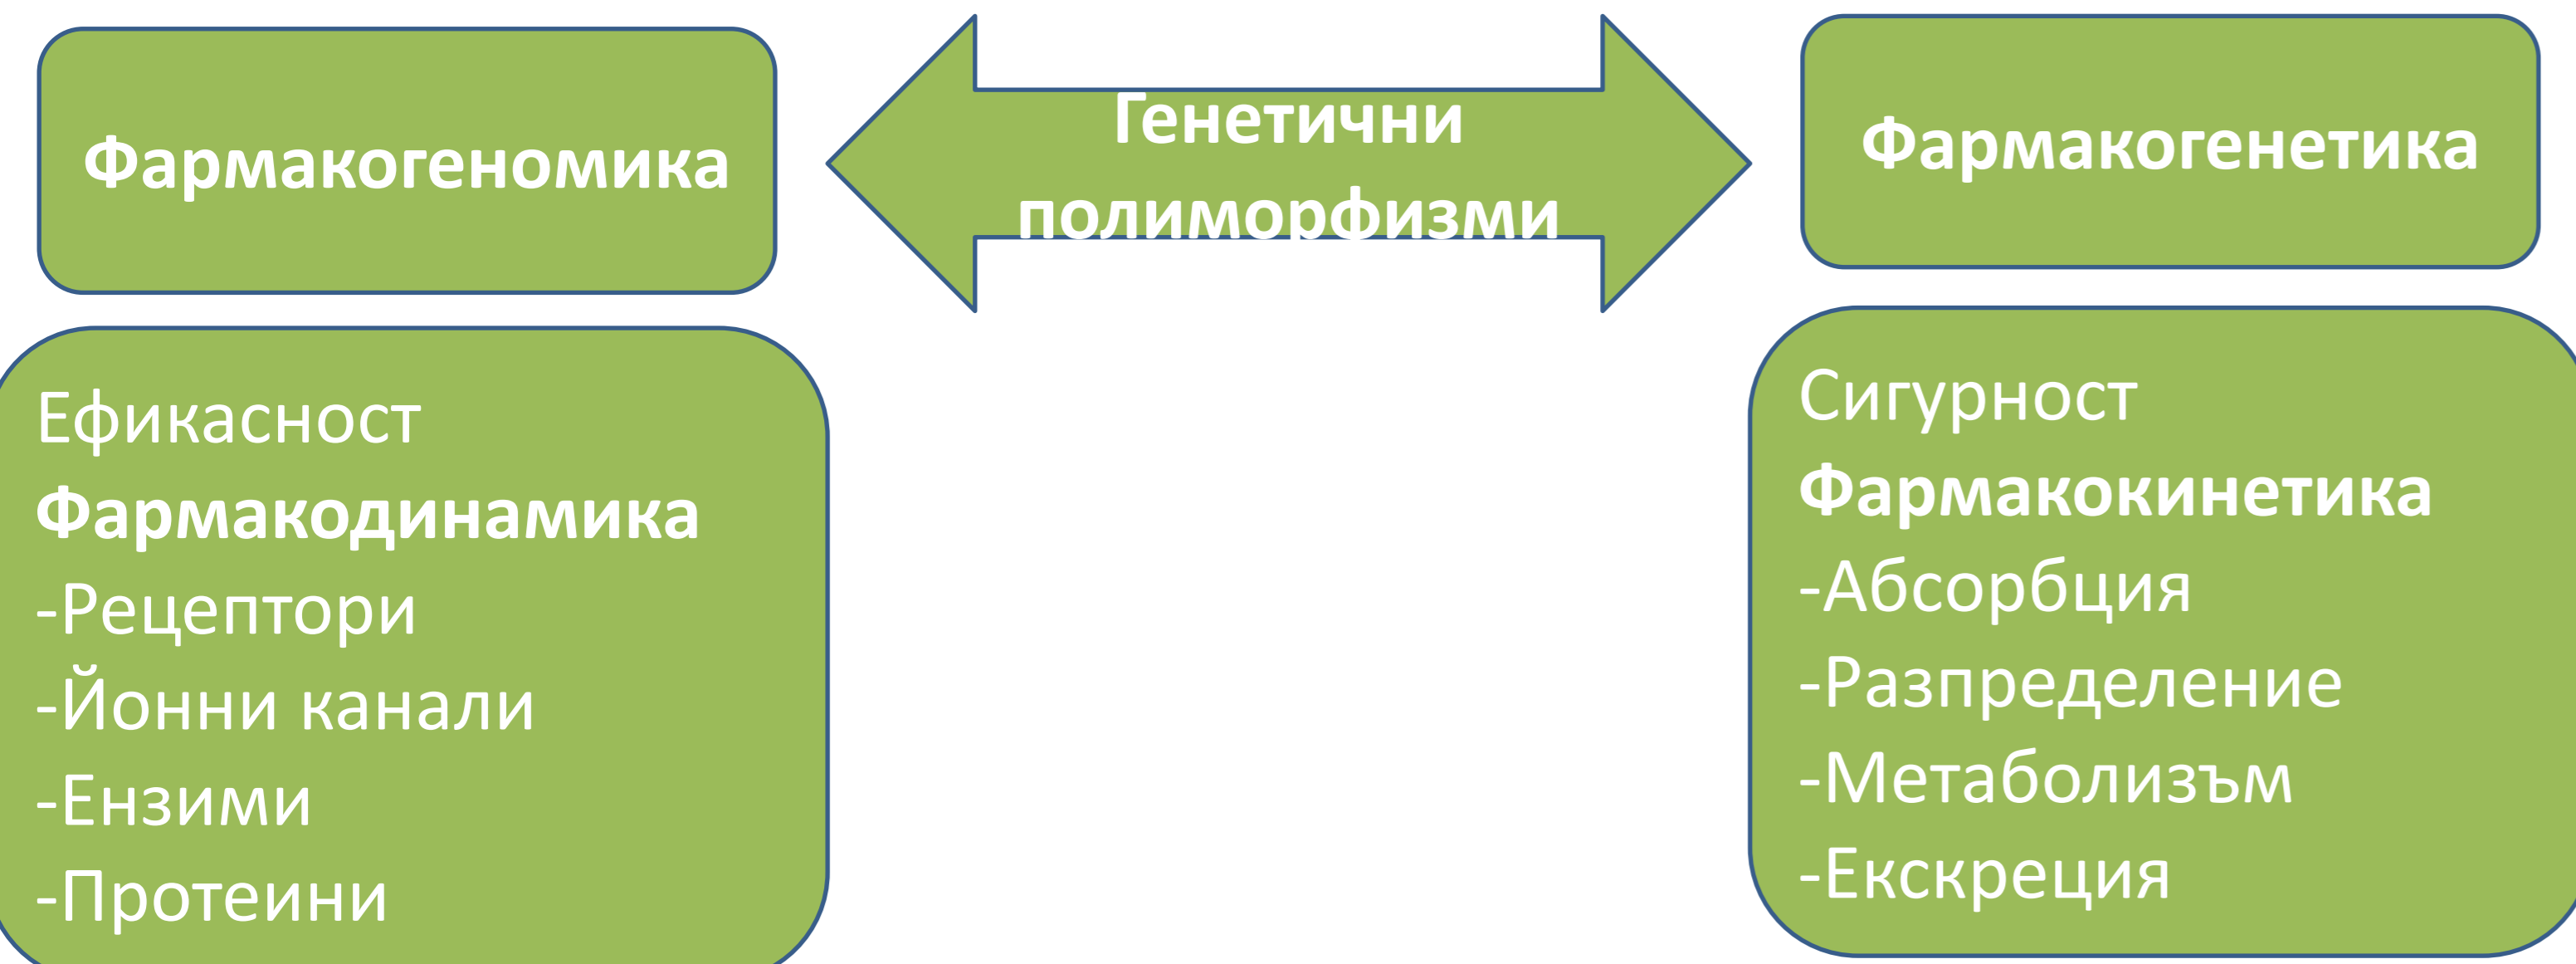 Фармакогеномика
Генетични
полиморфизми
Фармакогенетика
Ефикасност
Фармакодинамика
-Рецептори
-Йонни канали
-Ензими
-Протеини
Сигурност
Фармакокинетика
-Абсорбция
-Разпределение
-Метаболизъм
-Екскреция